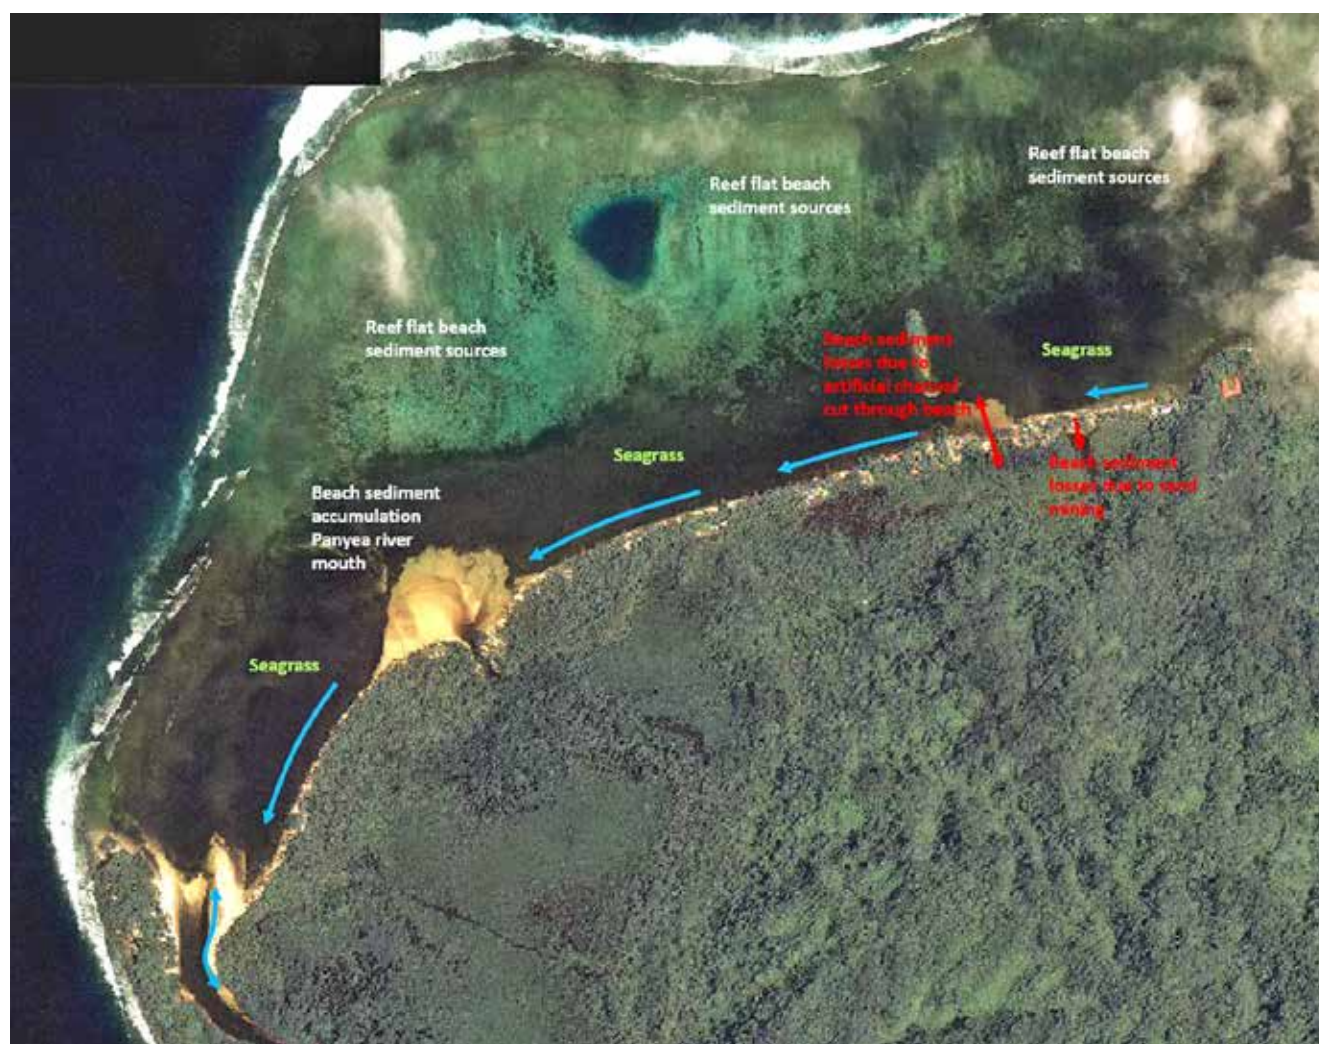 Reef flat beach
sediment sources
Reef flat beach
sediment sources
Reef flat beach
sediment sources
Beach sediment
losses due to
artificial channel
cut through beach
Seagrass
Seagrass
Beach sediment
losses due to sand
mining
Beach sediment
accumulation
Panyea river
mouth
Seagrass